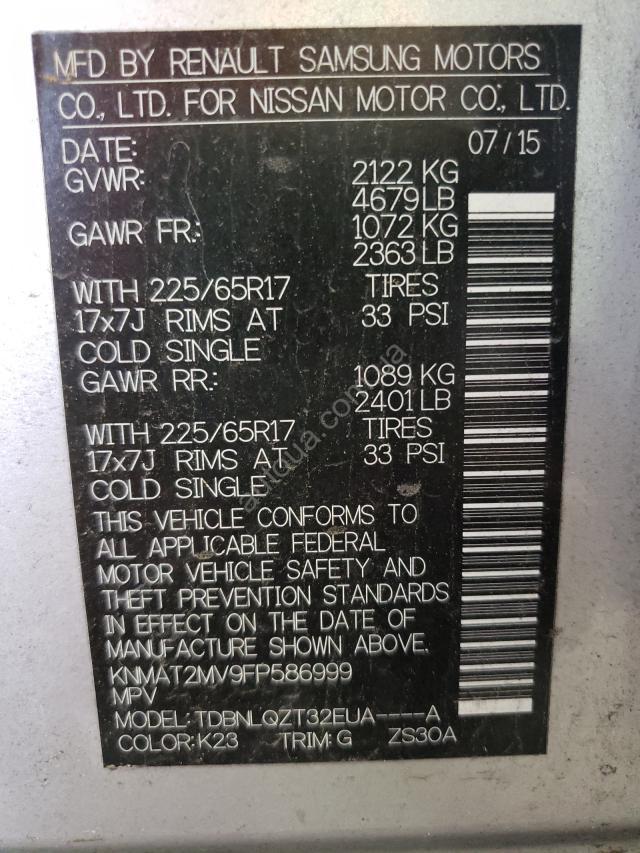 MFD BY RENAULT SAMSUNG MOTORS
CO., LTD. FOR NISSAN MOTOR CO., LTD.
DATE: 07/15
GVWR: 2122 KG
4679LB
GAWR FR.: 1072 KG
2363 LB
WITH 225/65R17 TIRES
17x7J RIMS AT 33 PSI
COLD SINGLE
GAWR RR.: 1089 KG
2401 LB
WITH 225/65R17 TIRES
17x7J RIMS AT 33 PSI
COLD SINGLE
THIS VEHICLE CONFORMS TO
ALL APPLICABLE FEDERAL
MOTOR VEHICLE SAFETY AND
THEFT PREVENTION STANDARDS
IN EFFECT ON THE DATE OF
MANUFACTURE SHOWN ABOVE.
KNMAT2MV9FP586999
MPV
MODEL: TDBNLQZT32EUA----A
COLOR:K23 TRIM:G ZS30A